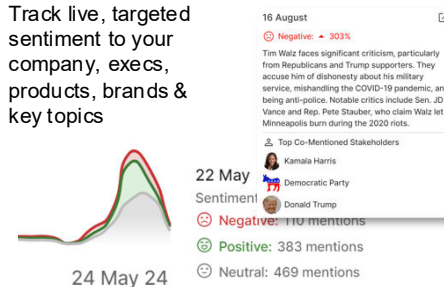 Track live, targeted
sentiment to your
company, execs,
products, brands &
key topics
16 August
Negative: ▲ 303%
Tim Walz faces significant criticism, particularly
from Republicans and Trump supporters. They
accuse him of dishonesty about his military
service, mishandling the COVID-19 pandemic, and
being anti-police. Notable critics include Sen. JD
Vance and Rep. Pete Stauber, who claim Walz let
Minneapolis burn during the 2020 riots.
Top Co-Mentioned Stakeholders
Kamala Harris
Democratic Party
Donald Trump
22 May
Sentiment
Negative: 110 mentions
Positive: 383 mentions
Neutral: 469 mentions
24 May 24